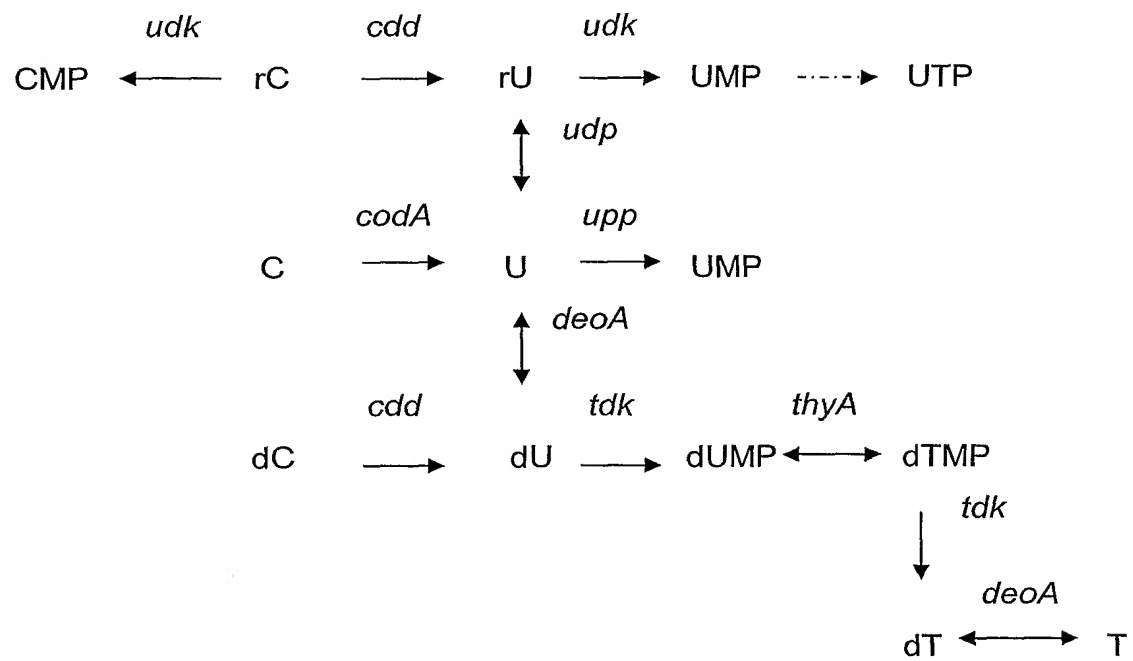 udk cdd udk
CMP rC rU UMP UTP
udp
codA upp
C U UMP
deoA
cdd tdk thyA
dC dU dUMP dTMP
tdk
deoA
dT T